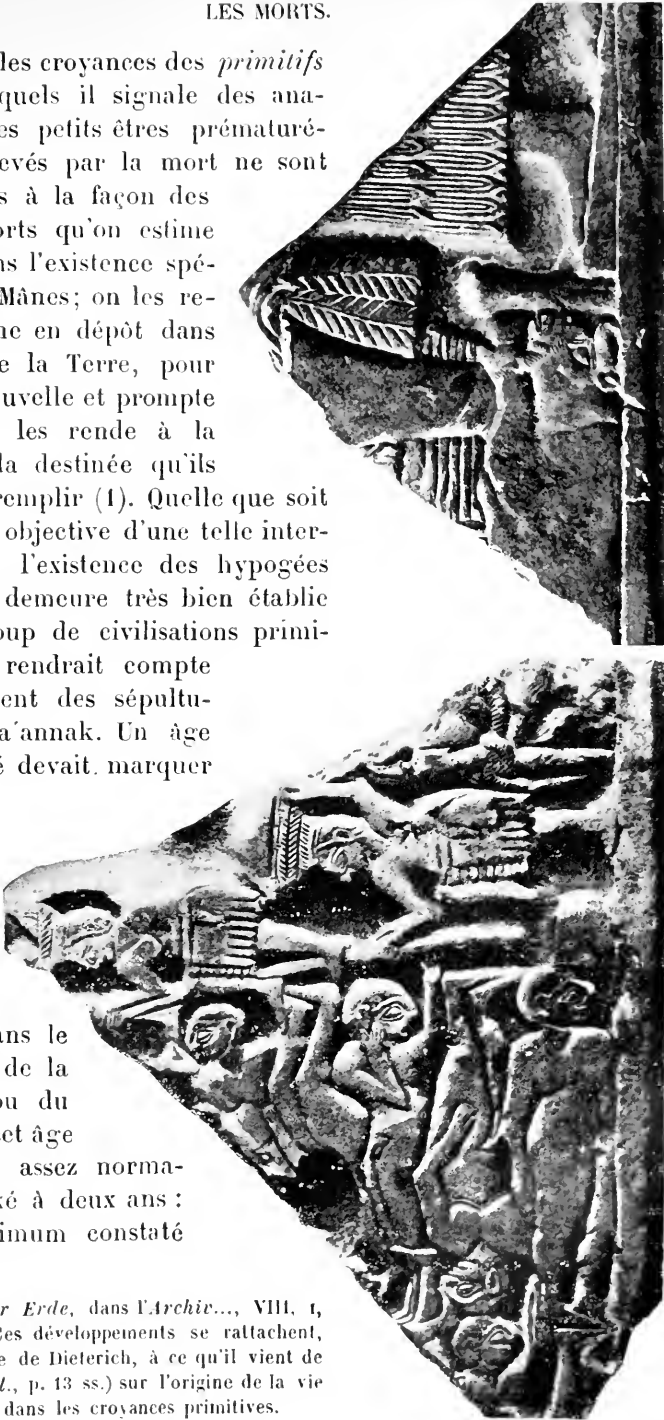 LES MORTS.
les croyances des primitifs
quels il signale des ana-
es petits êtres prématuré-
evés par la mort ne sont
s à la façon des
orts qu'on estime
ns l'existence spé-
Mânes; on les re-
ne en dépôt dans
e la Terre, pour
uvelle et prompte
les rende à la
la destinée qu'ils
remplir (1). Quelle que soit
objective d'une telle inter-
l'existence des hypogées
demeure très bien établie
oup de civilisations primi-
rendrait compte
ent des sépultu-
a'annak. Un âge
é devait marquer
ans le
de la
ou du
et âge
assez norma-
xé à deux ans :
imum constaté
r Erde, dans l'Archiv..., VIII, 1,
Ces développements se rattachent,
e de Dieterich, à ce qu'il vient de
l., p. 13 ss.) sur l'origine de la vie
dans les croyances primitives.